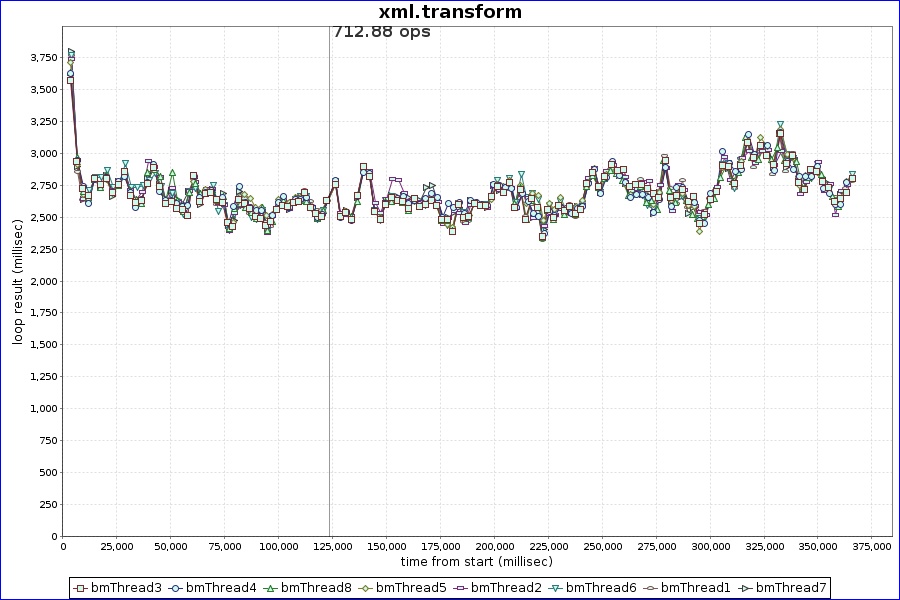 xml.transform
712.88 ops
3,750
3,500
3,250
3,000
2,750
2,500
2,250
2,000
1,750
1,500
1,250
1,000
750
500
250
0
loop result (millisec)
0 25,000 50,000 75,000 100,000 125,000 150,000 175,000 200,000 225,000 250,000 275,000 300,000 325,000 350,000 375,000
time from start (millisec)
bmThread3 bmThread4 bmThread8 bmThread5 bmThread2 bmThread6 bmThread1 bmThread7